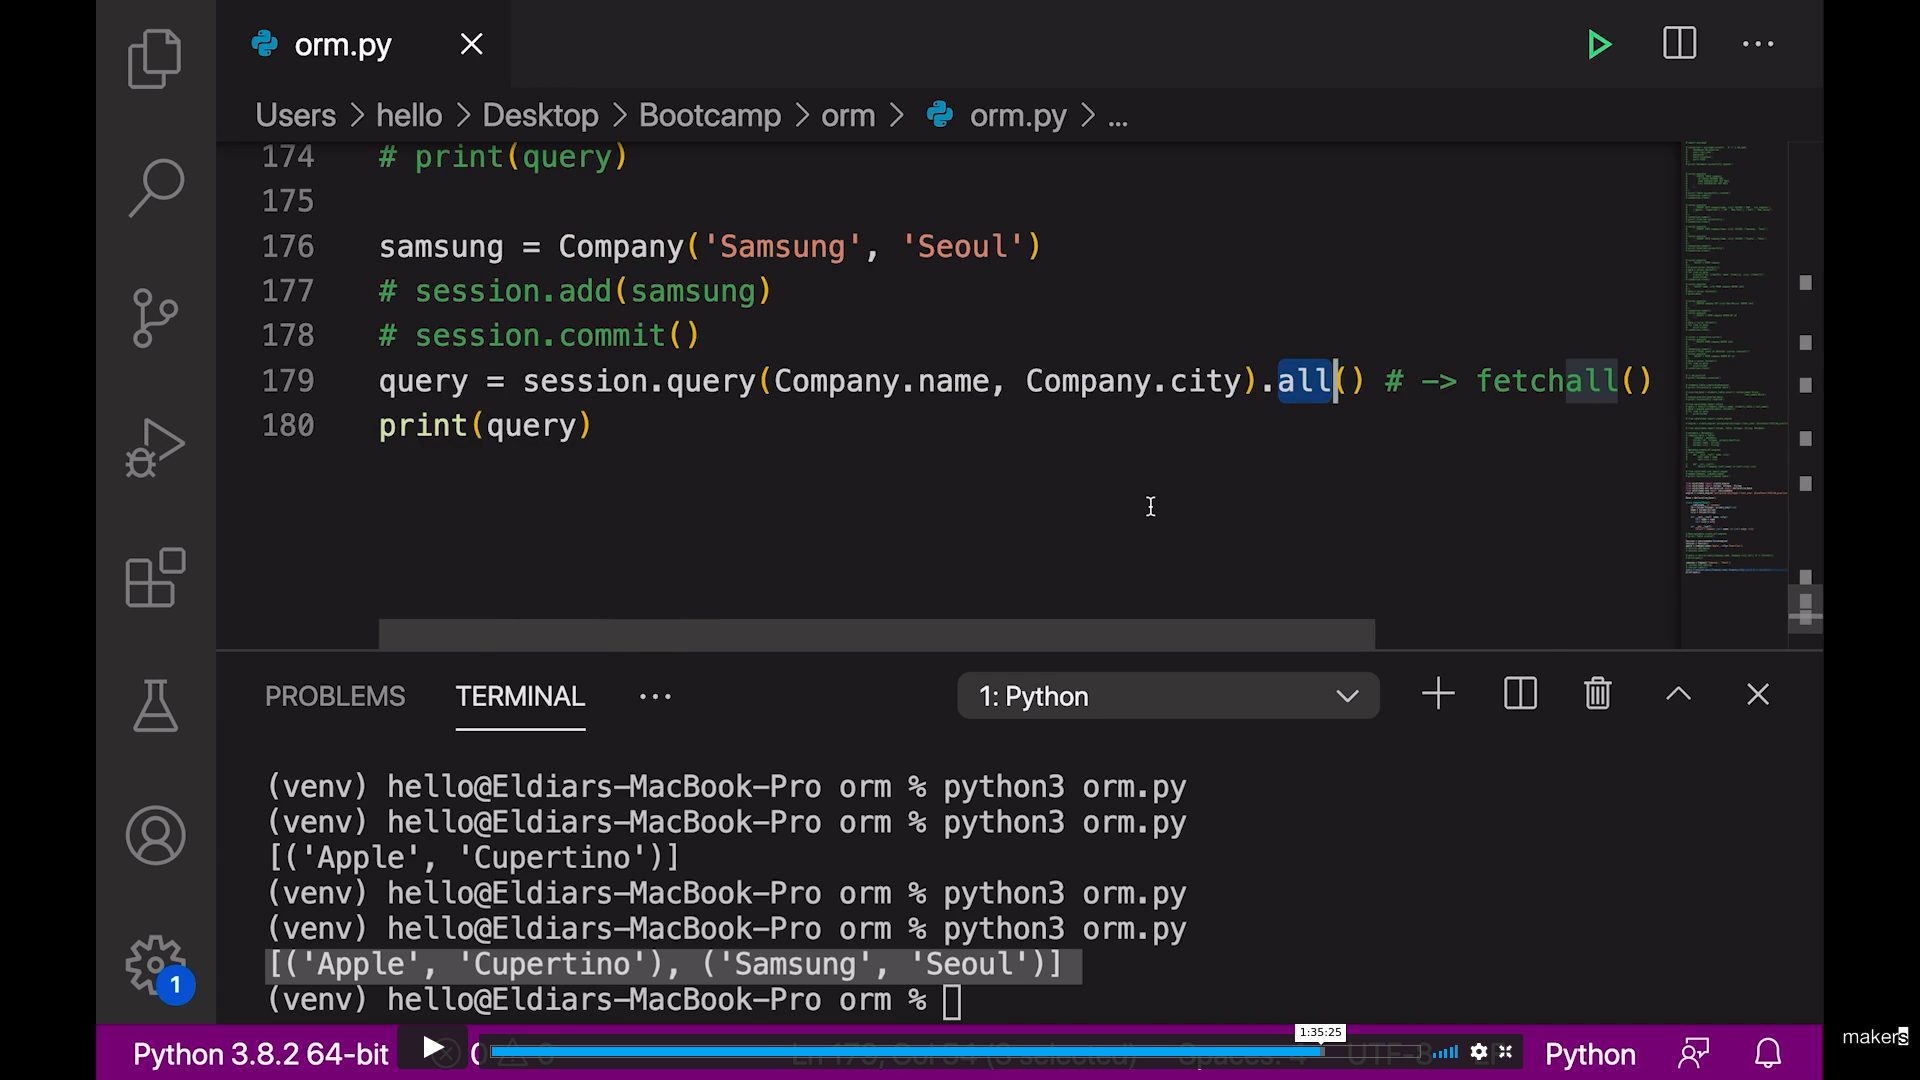 orm.py
Users > hello > Desktop > Bootcamp > orm > orm.py > ...
174 # print(query)
175
176 samsung = Company('Samsung', 'Seoul')
177 # session.add(samsung)
178 # session.commit()
179 query = session.query(Company.name, Company.city).all() # -> fetchall()
180 print(query)
PROBLEMS TERMINAL ... 1: Python
(venv) hello@Eldiars-MacBook-Pro orm % python3 orm.py
(venv) hello@Eldiars-MacBook-Pro orm % python3 orm.py
[('Apple', 'Cupertino')]
(venv) hello@Eldiars-MacBook-Pro orm % python3 orm.py
(venv) hello@Eldiars-MacBook-Pro orm % python3 orm.py
[('Apple', 'Cupertino'), ('Samsung', 'Seoul')]
(venv) hello@Eldiars-MacBook-Pro orm %
1
1:35:25
Python 3.8.2 64-bit Python
makers